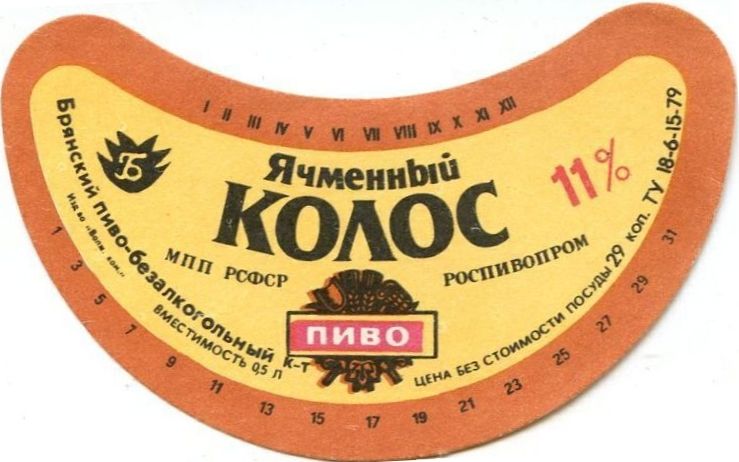 I II III IV V VI VII VIII IX X XI XII
Ячменный
КОЛОС
11%
МПП РСФСР
РОСПИВОПРОМ
ПИВО
Б
Брянский пиво-безалкогольный к-т
ВМЕСТИМОСТЬ 0,5 Л
ЦЕНА БЕЗ СТОИМОСТИ ПОСУДЫ 29 КОП. ТУ 18-6-15-79
1 3 5 7 9 11 13 15 17 19 21 23 25 27 29 31